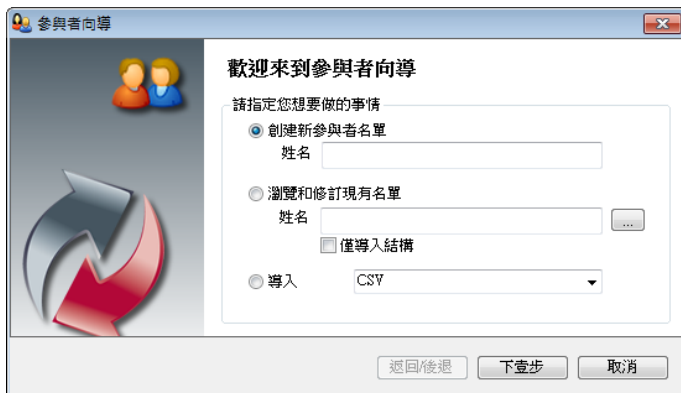 參與者向導
歡迎來到參與者向導
請指定您想要做的事情
創建新參與者名單
姓名
瀏覽和修訂現有名單
姓名
...
僅導入結構
導入
CSV
返回/後退
下壹步
取消